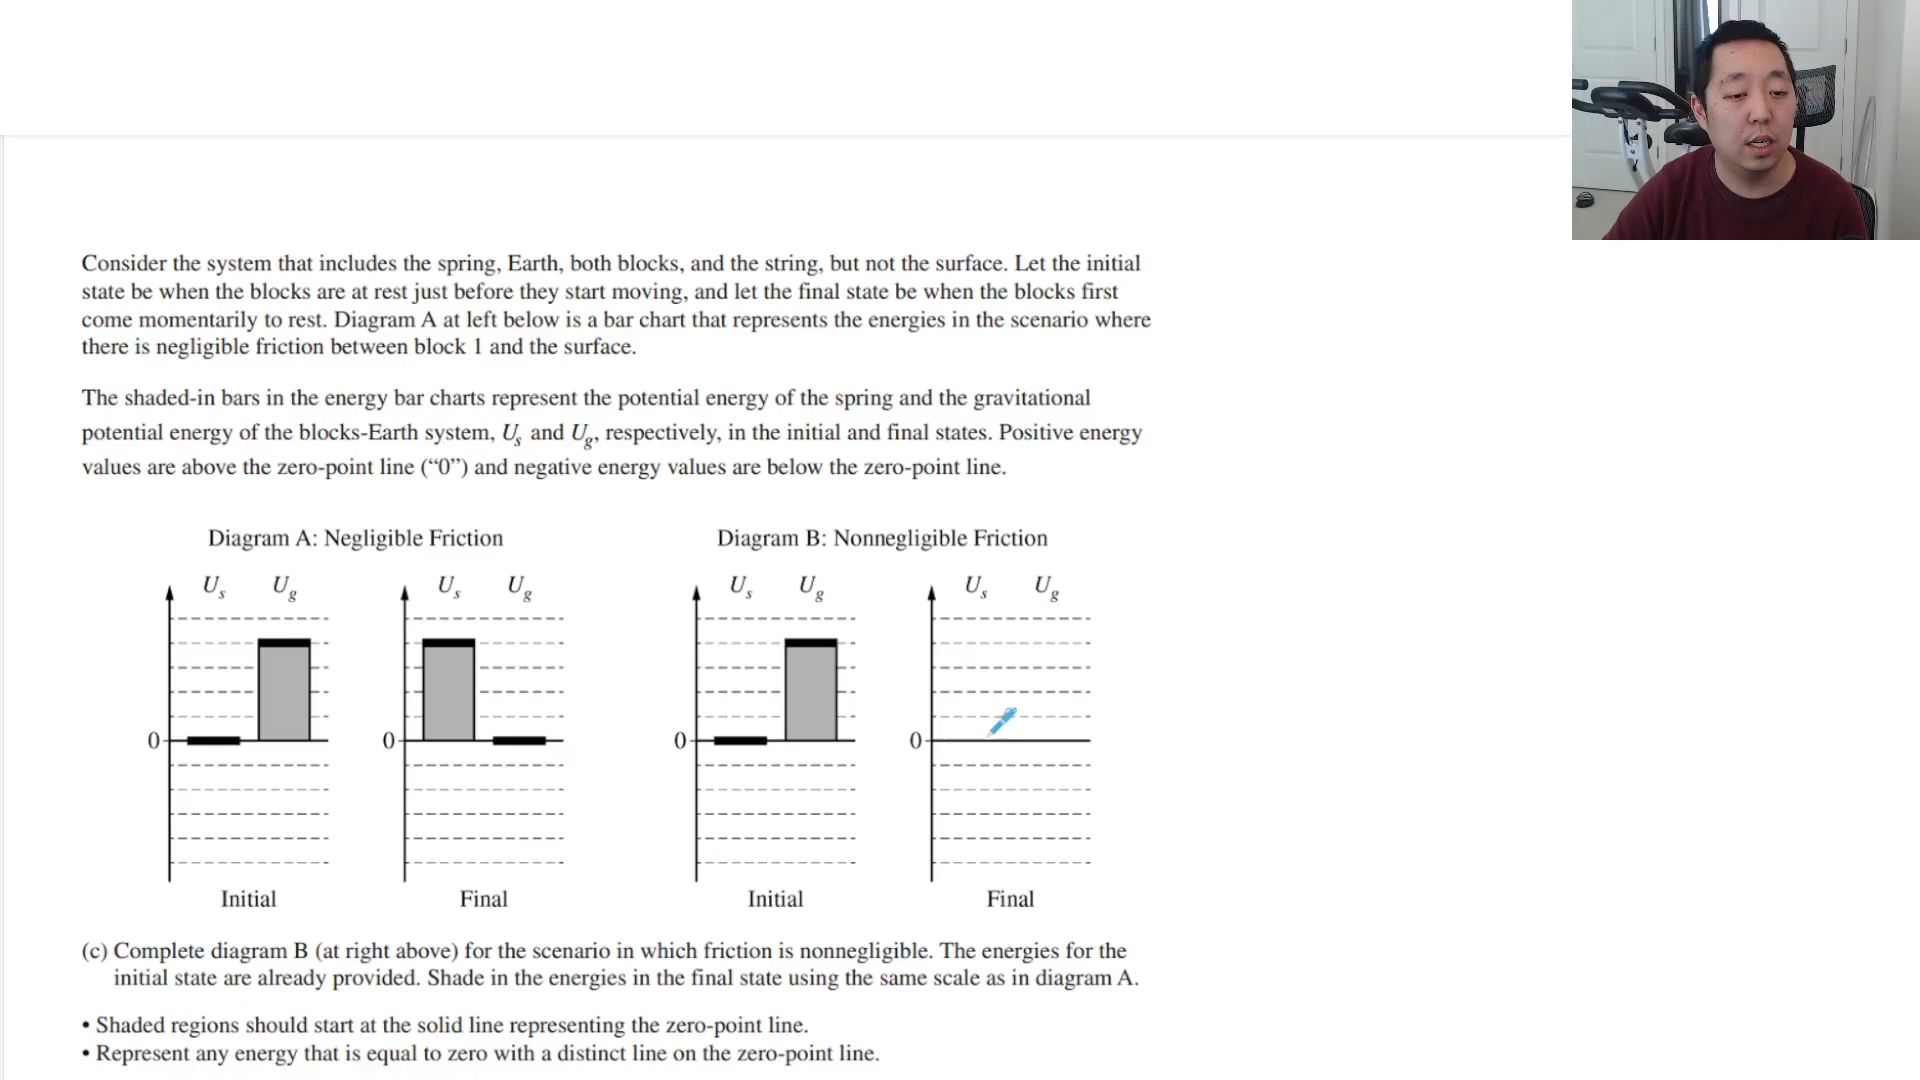 Consider the system that includes the spring, Earth, both blocks, and the string, but not the surface. Let the initial
state be when the blocks are at rest just before they start moving, and let the final state be when the blocks first
come momentarily to rest. Diagram A at left below is a bar chart that represents the energies in the scenario where
there is negligible friction between block 1 and the surface.
The shaded-in bars in the energy bar charts represent the potential energy of the spring and the gravitational
potential energy of the blocks-Earth system, Us and Ug, respectively, in the initial and final states. Positive energy
values are above the zero-point line (“0”) and negative energy values are below the zero-point line.
Diagram A: Negligible Friction
Us Ug Us Ug
0 0
Initial Final
Diagram B: Nonnegligible Friction
Us Ug Us Ug
0 0
Initial Final
(c) Complete diagram B (at right above) for the scenario in which friction is nonnegligible. The energies for the
initial state are already provided. Shade in the energies in the final state using the same scale as in diagram A.
• Shaded regions should start at the solid line representing the zero-point line.
• Represent any energy that is equal to zero with a distinct line on the zero-point line.